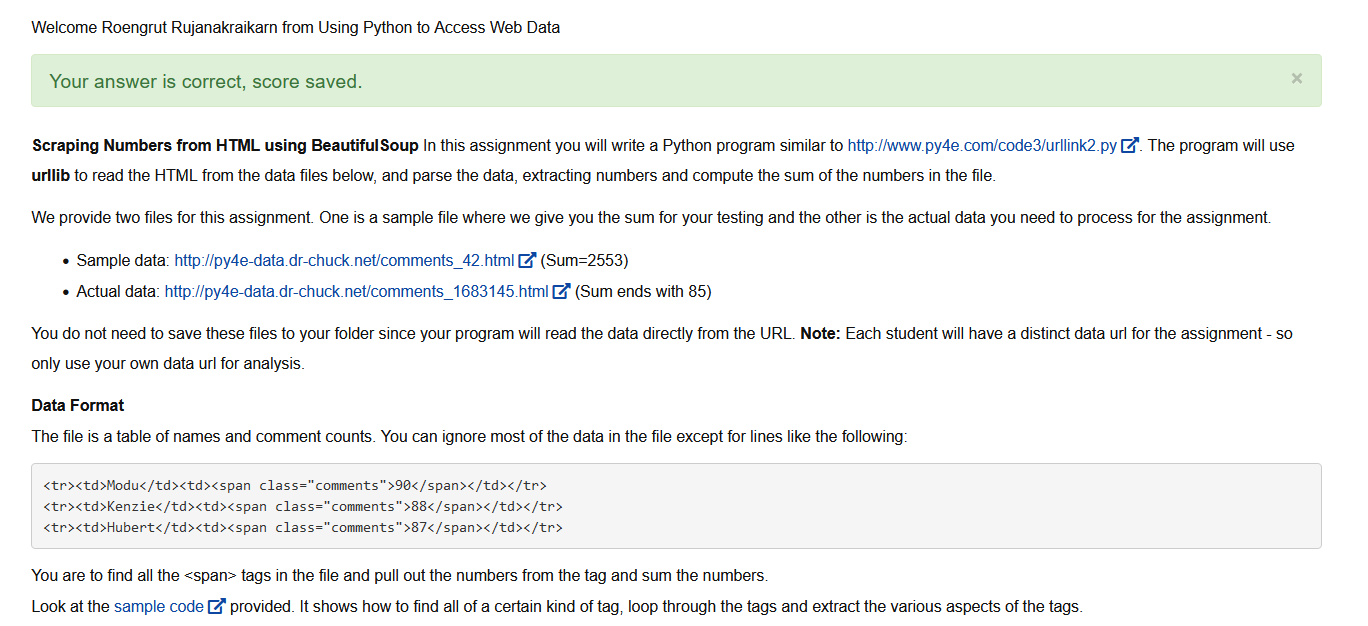 Welcome Roengrut Rujanakraikarn from Using Python to Access Web Data
Your answer is correct, score saved.
×
Scraping Numbers from HTML using BeautifulSoup In this assignment you will write a Python program similar to http://www.py4e.com/code3/urllink2.py. The program will use
urllib to read the HTML from the data files below, and parse the data, extracting numbers and compute the sum of the numbers in the file.
We provide two files for this assignment. One is a sample file where we give you the sum for your testing and the other is the actual data you need to process for the assignment.
• Sample data: http://py4e-data.dr-chuck.net/comments_42.html (Sum=2553)
• Actual data: http://py4e-data.dr-chuck.net/comments_1683145.html (Sum ends with 85)
You do not need to save these files to your folder since your program will read the data directly from the URL. Note: Each student will have a distinct data url for the assignment - so
only use your own data url for analysis.
Data Format
The file is a table of names and comment counts. You can ignore most of the data in the file except for lines like the following:
<tr><td>Modu</td><td><span class="comments">90</span></td></tr>
<tr><td>Kenzie</td><td><span class="comments">88</span></td></tr>
<tr><td>Hubert</td><td><span class="comments">87</span></td></tr>
You are to find all the <span> tags in the file and pull out the numbers from the tag and sum the numbers.
Look at the sample code provided. It shows how to find all of a certain kind of tag, loop through the tags and extract the various aspects of the tags.